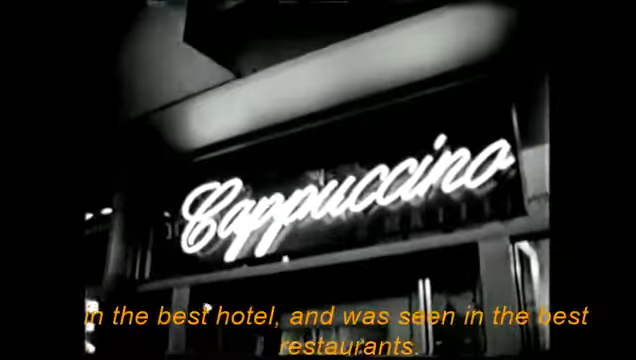 Cappuccino
in the best hotel, and was seen in the best
restaurants.